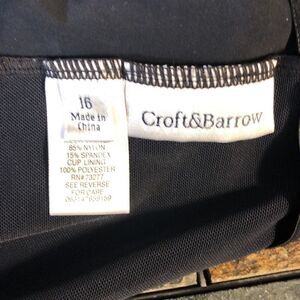 16
Made in
China
85% NYLON
15% SPANDEX
CUP LINING
100% POLYESTER
RN#73277
SEE REVERSE
FOR CARE
Croft&Barrow